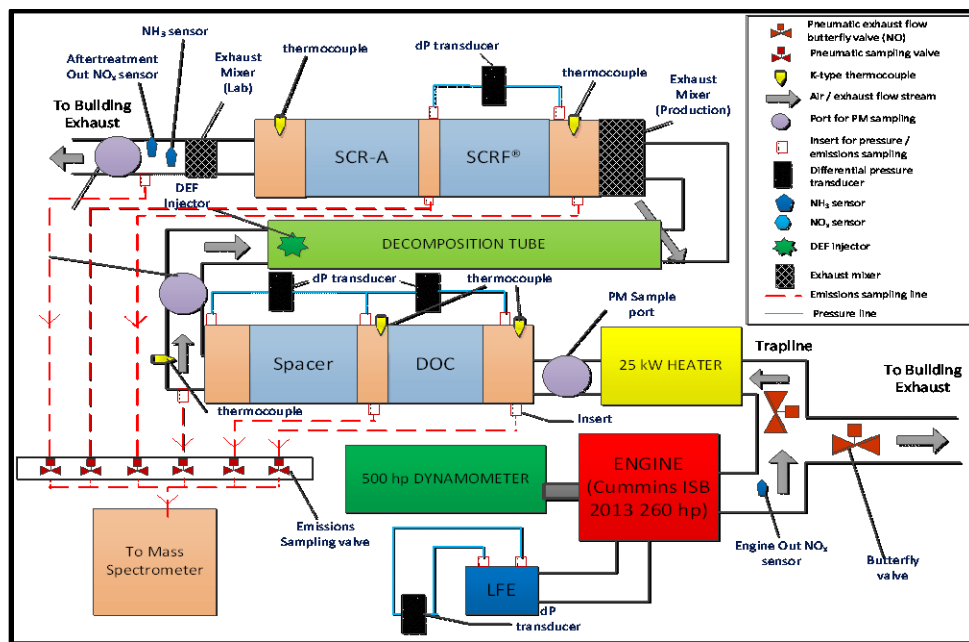 NH₃ sensor
Aftertreatment
Out NOₓ sensor
Exhaust
Mixer
(Lab)
thermocouple
dP transducer
thermocouple
Exhaust
Mixer
(Production)
To Building
Exhaust
SCR-A
SCRF®
DEF
Injector
DECOMPOSITION TUBE
dP transducer
thermocouple
PM Sample
port
Spacer
DOC
25 kW HEATER
Trapline
To Building
Exhaust
thermocouple
Insert
500 hp DYNAMOMETER
ENGINE
(Cummins ISB
2013 260 hp)
Emissions
Sampling valve
To Mass
Spectrometer
LFE
dP
transducer
Engine Out NOₓ
sensor
Butterfly
valve
Pneumatic exhaust flow
butterfly valve (NO)
Pneumatic sampling valve
K-type thermocouple
Air / exhaust flow stream
Port for PM sampling
Insert for pressure /
emissions sampling
Differential pressure
transducer
NH₃ sensor
NOₓ sensor
DEF injector
Exhaust mixer
Emissions sampling line
Pressure line